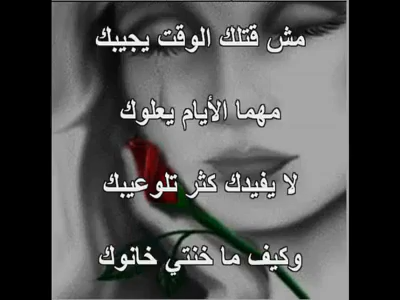 مش قتلك الوقت يجيبك
مهما الأيام يعلوك
لا يفيدك كثر تلوعيبك
وكيف ما خنتي خانوك